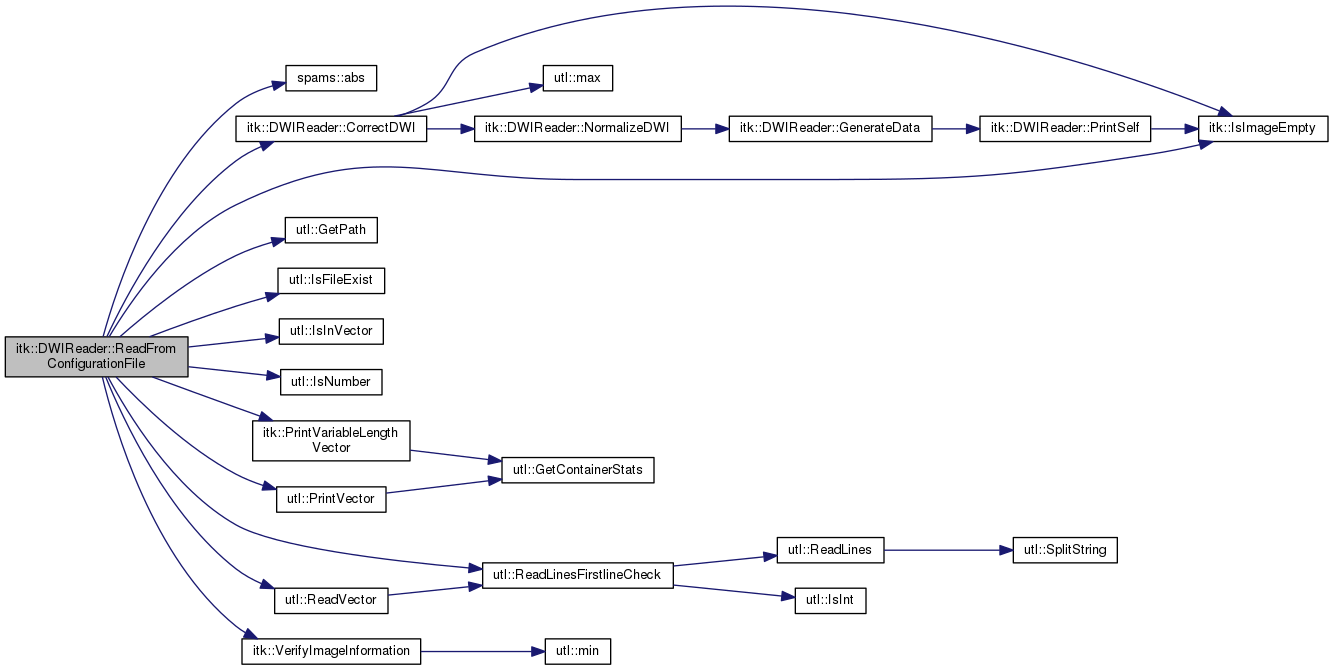 spams::abs
utl::max
itk::DWIReader::CorrectDWI
itk::DWIReader::NormalizeDWI
itk::DWIReader::GenerateData
itk::DWIReader::PrintSelf
itk::IsImageEmpty
utl::GetPath
utl::IsFileExist
utl::IsInVector
itk::DWIReader::ReadFrom
ConfigurationFile
utl::IsNumber
itk::PrintVariableLength
Vector
utl::GetContainerStats
utl::PrintVector
utl::ReadLines
utl::SplitString
utl::ReadLinesFirstlineCheck
utl::ReadVector
utl::IsInt
itk::VerifyImageInformation
utl::min